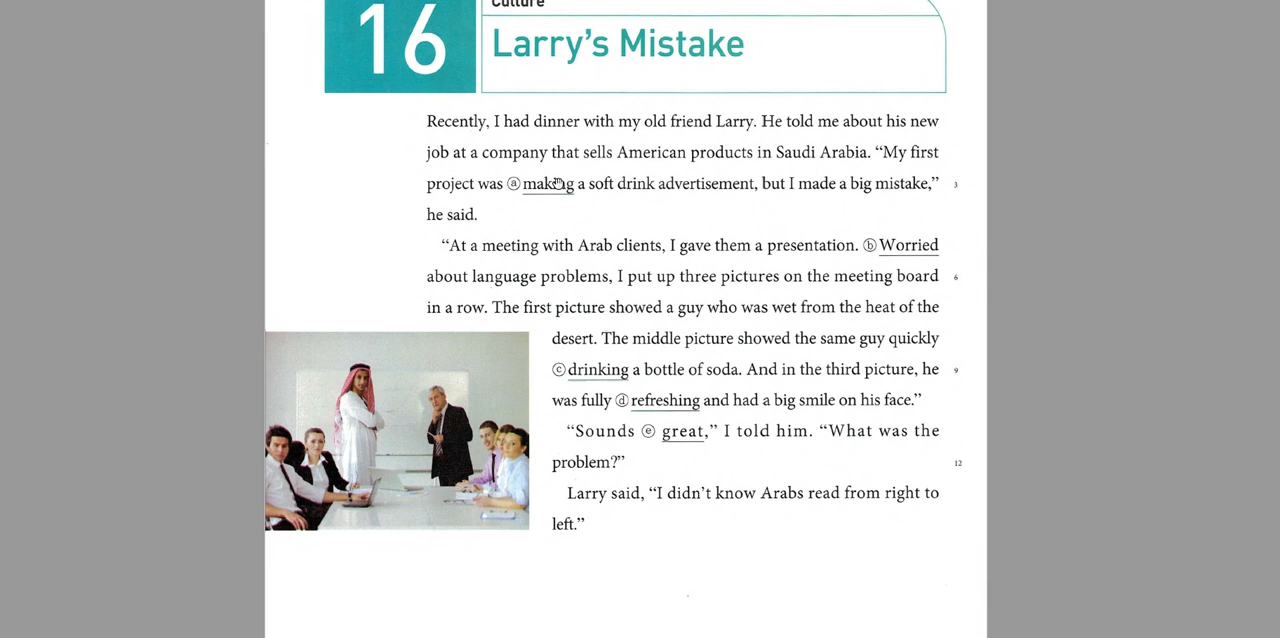 Culture
16
Larry's Mistake
Recently, I had dinner with my old friend Larry. He told me about his new
job at a company that sells American products in Saudi Arabia. “My first
project was ⓐ making a soft drink advertisement, but I made a big mistake,” 3
he said.
“At a meeting with Arab clients, I gave them a presentation. ⓑ Worried
about language problems, I put up three pictures on the meeting board 6
in a row. The first picture showed a guy who was wet from the heat of the
desert. The middle picture showed the same guy quickly
ⓒ drinking a bottle of soda. And in the third picture, he 9
was fully ⓓ refreshing and had a big smile on his face.”
“Sounds ⓔ great,” I told him. “What was the
problem?” 12
Larry said, “I didn’t know Arabs read from right to
left.”